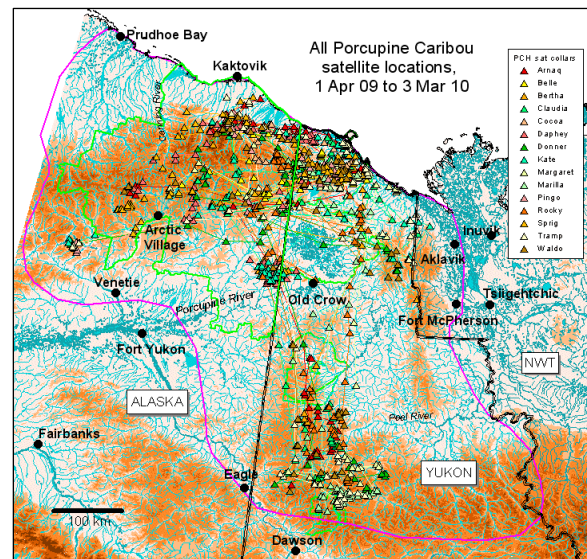 Prudhoe Bay
Kaktovik
All Porcupine Caribou
satellite locations,
1 Apr 09 to 3 Mar 10
PCH sat collars
Arnaq
Belle
Bertha
Claudia
Cocoa
Daphey
Donner
Kate
Margaret
Marilla
Pingo
Rocky
Sprig
Tramp
Waldo
Canning River
Arctic
Village
Inuvik
Aklavik
Venetie
Porcupine River
Old Crow
Tsiigehtchic
Fort McPherson
Fort Yukon
NWT
ALASKA
Peel River
Fairbanks
Eagle
YUKON
100 km
Dawson